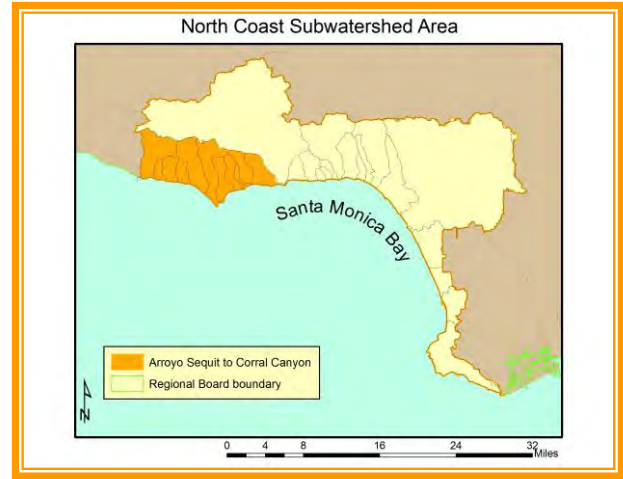 North Coast Subwatershed Area
Santa Monica Bay
Arroyo Sequit to Corral Canyon
Regional Board boundary
N
0 4 8 16 24 32
Miles